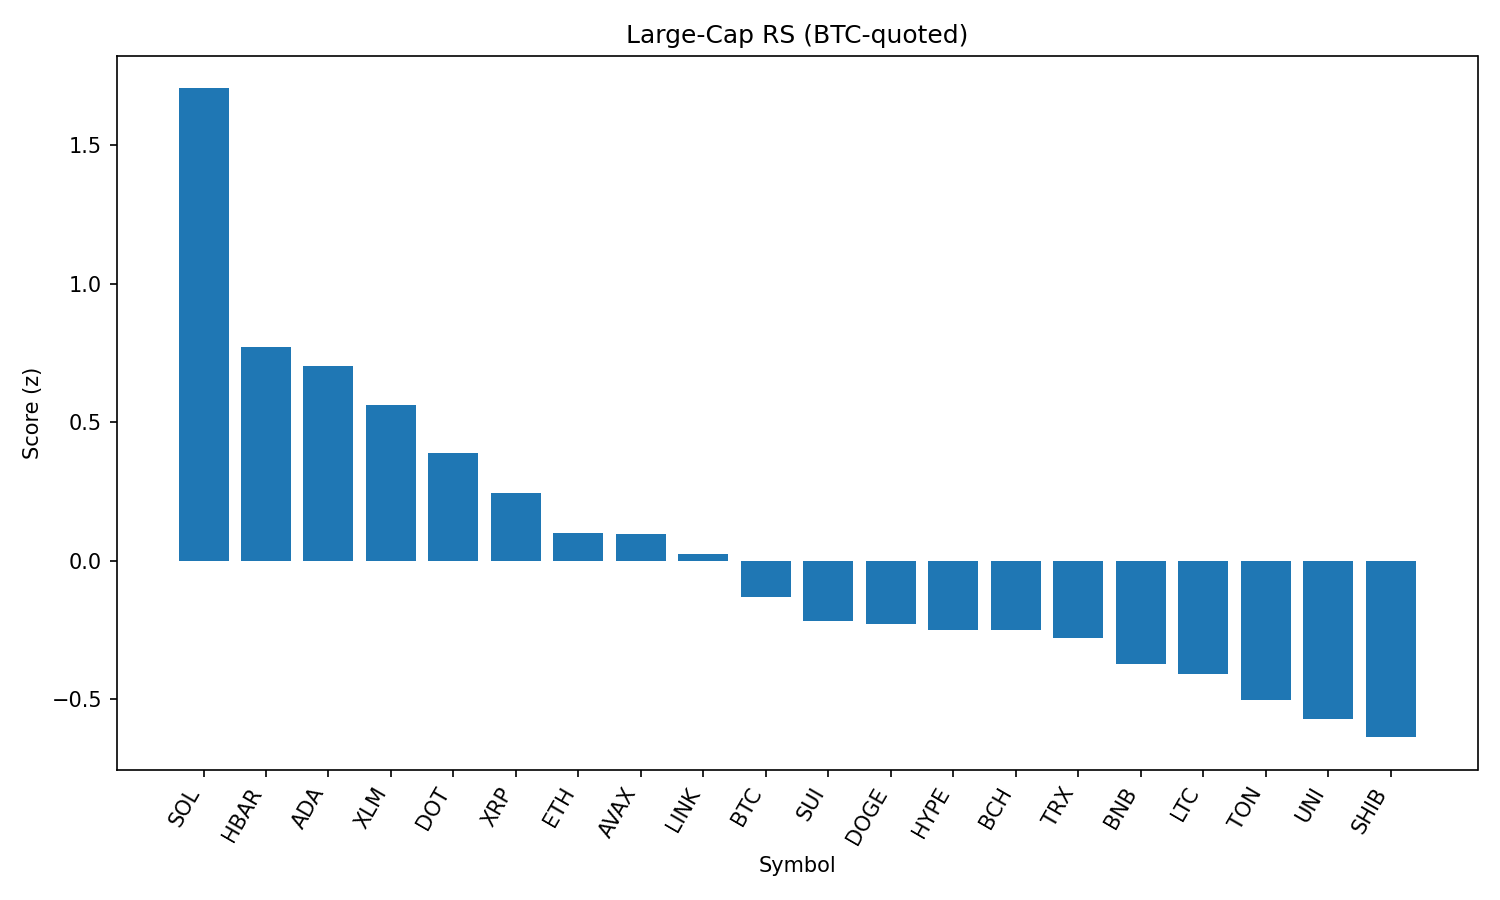 Large-Cap RS (BTC-quoted)
Score (z)
1.5
1.0
0.5
0.0
−0.5
SOL
HBAR
ADA
XLM
DOT
XRP
ETH
AVAX
LINK
BTC
SUI
DOGE
HYPE
BCH
TRX
BNB
LTC
TON
UNI
SHIB
Symbol